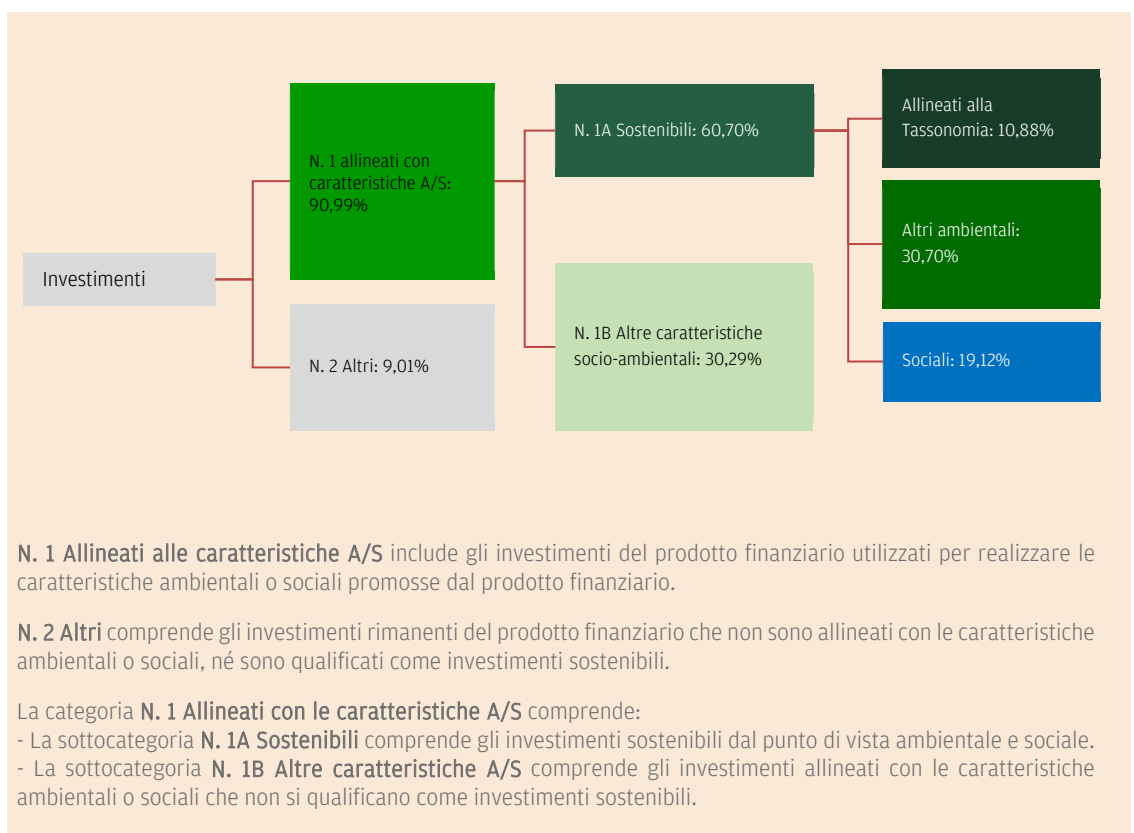 Investimenti
N. 1 allineati con
caratteristiche A/S:
90,99%
N. 2 Altri: 9,01%
N. 1A Sostenibili: 60,70%
N. 1B Altre caratteristiche
socio-ambientali: 30,29%
Allineati alla
Tassonomia: 10,88%
Altri ambientali:
30,70%
Sociali: 19,12%
N. 1 Allineati alle caratteristiche A/S include gli investimenti del prodotto finanziario utilizzati per realizzare le
caratteristiche ambientali o sociali promosse dal prodotto finanziario.
N. 2 Altri comprende gli investimenti rimanenti del prodotto finanziario che non sono allineati con le caratteristiche
ambientali o sociali, né sono qualificati come investimenti sostenibili.
La categoria N. 1 Allineati con le caratteristiche A/S comprende:
- La sottocategoria N. 1A Sostenibili comprende gli investimenti sostenibili dal punto di vista ambientale e sociale.
- La sottocategoria N. 1B Altre caratteristiche A/S comprende gli investimenti allineati con le caratteristiche
ambientali o sociali che non si qualificano come investimenti sostenibili.